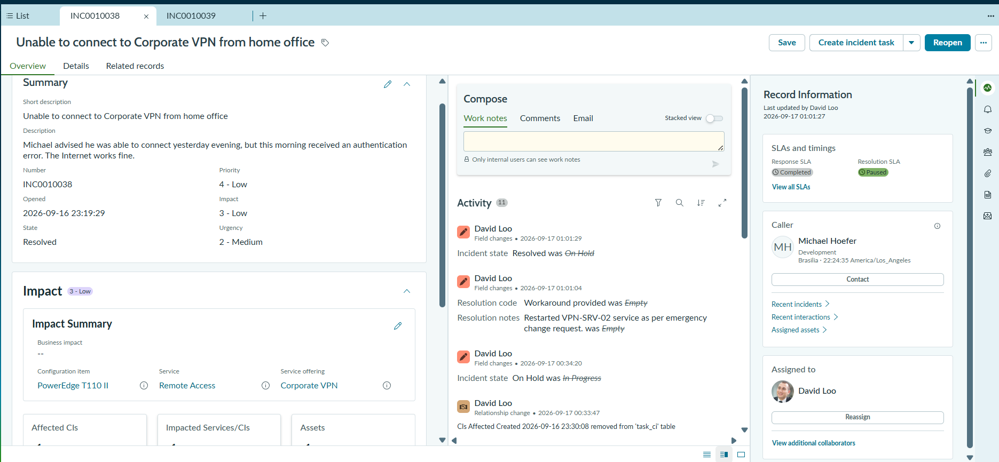 List
INC0010038
INC0010039
Unable to connect to Corporate VPN from home office
Save
Create incident task
Reopen
Overview
Details
Related records
Summary
Short description
Unable to connect to Corporate VPN from home office
Description
Michael advised he was able to connect yesterday evening, but this morning received an authentication
error. The Internet works fine.
Number
Priority
INC0010038
4 - Low
Opened
Impact
2026-09-16 23:19:29
3 - Low
State
Urgency
Resolved
2 - Medium
Impact
3 - Low
Impact Summary
Business impact
--
Configuration item
Service
Service offering
PowerEdge T110 II
Remote Access
Corporate VPN
Affected CIs
Impacted Services/CIs
Assets
Compose
Work notes
Comments
Email
Stacked view
Only internal users can see work notes
Activity 11
David Loo
Field changes • 2026-09-17 01:01:29
Incident state Resolved was On Hold
David Loo
Field changes • 2026-09-17 01:01:04
Resolution code Workaround provided was Empty
Resolution notes Restarted VPN-SRV-02 service as per emergency
change request. was Empty
David Loo
Field changes • 2026-09-17 00:34:20
Incident state On Hold was In Progress
David Loo
Relationship change • 2026-09-17 00:33:47
CIs Affected Created 2026-09-16 23:30:08 removed from 'task_ci' table
Record Information
Last updated by David Loo
2026-09-17 01:01:27
SLAs and timings
Response SLA
Resolution SLA
Completed
Paused
View all SLAs
Caller
MH
Michael Hoefer
Development
Brasilia · 22:24:35 America/Los_Angeles
Contact
Recent incidents
Recent interactions
Assigned assets
Assigned to
David Loo
Reassign
View additional collaborators